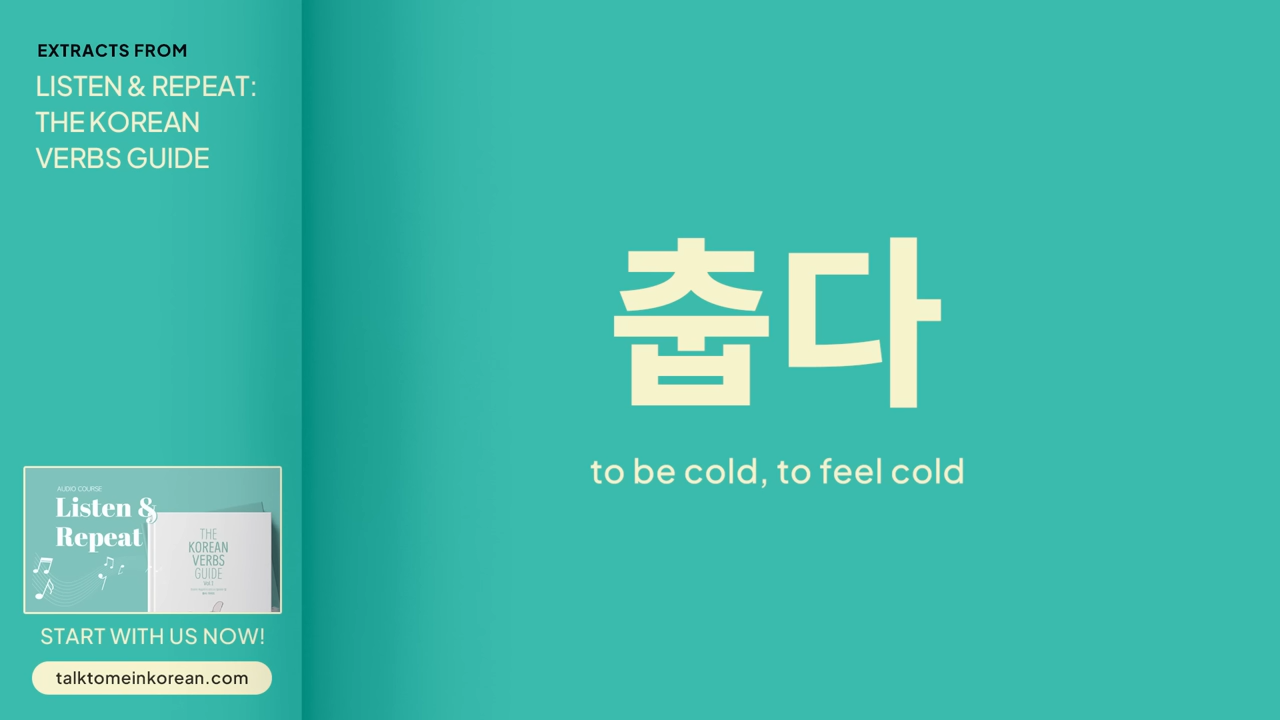 EXTRACTS FROM
LISTEN & REPEAT:
THE KOREAN
VERBS GUIDE
춥다
to be cold, to feel cold
AUDIO COURSE
Listen &
Repeat
THE
KOREAN
VERBS
GUIDE
START WITH US NOW!
talktomeinkorean.com